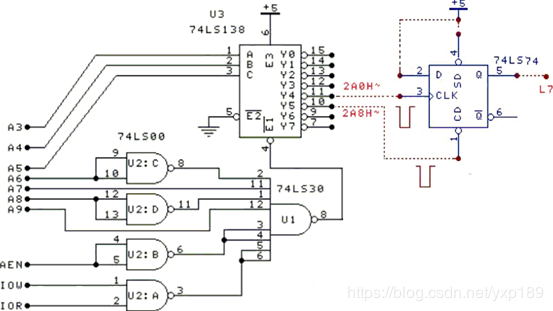 +5
U3
74LS138
+5
6
1
2
3
A
B
C
E3
Y0
Y1
Y2
Y3
Y4
Y5
Y6
Y7
15
14
13
12
11
10
9
7
5
E2
E1
4
2A0H~
2A8H~
4
74LS74
2
D
SD
Q
5
L7
3
CLK
CD
Q
6
1
A3
A4
A5
A6
A7
A8
A9
74LS00
9
10
U2:C
8
12
13
U2:D
11
4
5
U2:B
6
1
2
U2:A
3
AEN
IOW
IOR
74LS30
2
11
1
12
3
4
5
6
U1
8
https://blog.csdn.net/yxp189